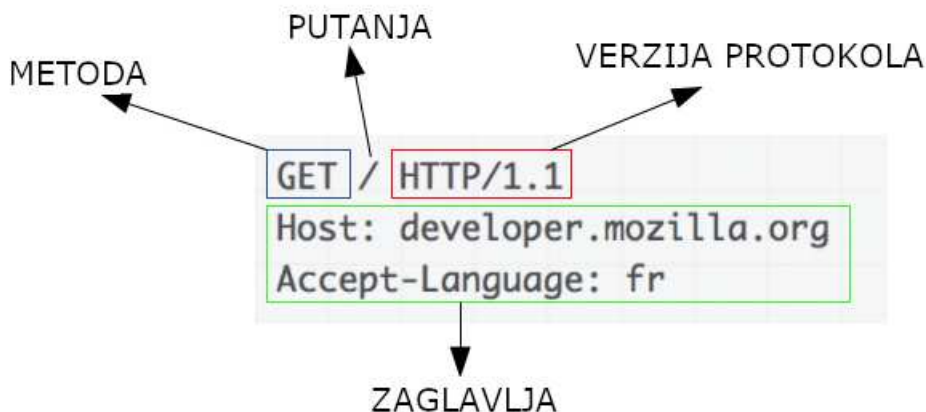 PUTANJA
METODA
VERZIJA PROTOKOLA
GET / HTTP/1.1
Host: developer.mozilla.org
Accept-Language: fr
ZAGLAVLJA